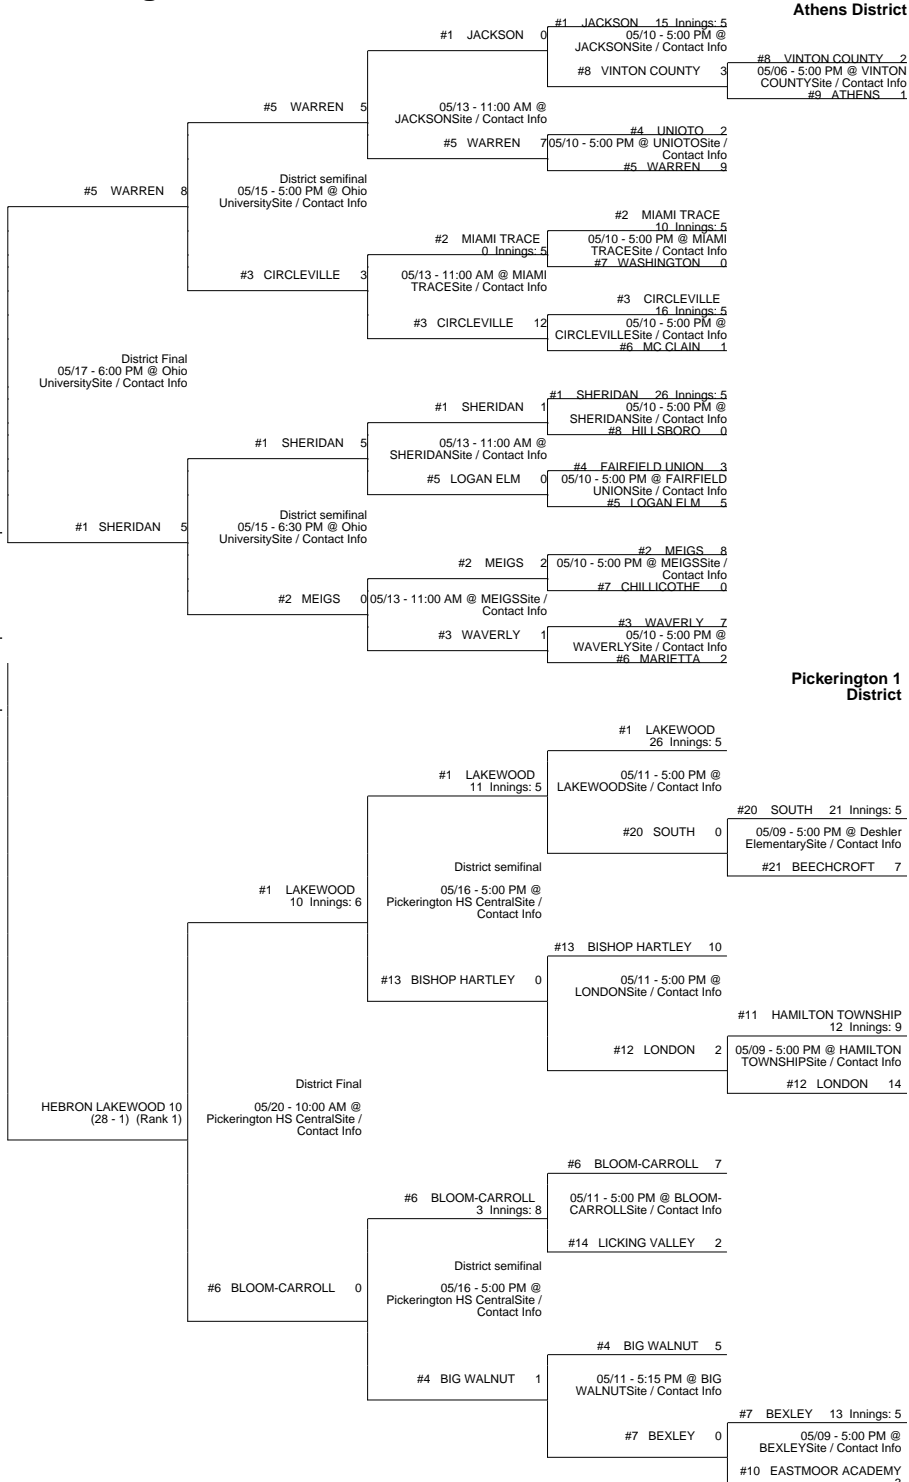 Athens District
#1 JACKSON 15 Innings: 5
#1 JACKSON 0
05/10 - 5:00 PM @
JACKSONSite / Contact Info
#8 VINTON COUNTY 2
#8 VINTON COUNTY 3
05/06 - 5:00 PM @ VINTON
COUNTYSite / Contact Info
#9 ATHENS 1
#5 WARREN 5
05/13 - 11:00 AM @
JACKSONSite / Contact Info
#4 UNIOTO 2
#5 WARREN 7
05/10 - 5:00 PM @ UNIOTOSite /
Contact Info
#5 WARREN 9
District semifinal
05/15 - 5:00 PM @ Ohio
UniversitySite / Contact Info
#5 WARREN 8
#2 MIAMI TRACE
10 Innings: 5
#2 MIAMI TRACE
0 Innings: 5
05/10 - 5:00 PM @ MIAMI
TRACESite / Contact Info
#7 WASHINGTON 0
#3 CIRCLEVILLE 3
05/13 - 11:00 AM @ MIAMI
TRACESite / Contact Info
#3 CIRCLEVILLE
16 Innings: 5
#3 CIRCLEVILLE 12
05/10 - 5:00 PM @
CIRCLEVILLESite / Contact Info
#6 MC CLAIN 1
District Final
05/17 - 6:00 PM @ Ohio
UniversitySite / Contact Info
#1 SHERIDAN 26 Innings: 5
#1 SHERIDAN 1
05/10 - 5:00 PM @
SHERIDANSite / Contact Info
#8 HILLSBORO 0
#1 SHERIDAN 5
05/13 - 11:00 AM @
SHERIDANSite / Contact Info
#4 FAIRFIELD UNION 3
#5 LOGAN ELM 0
05/10 - 5:00 PM @ FAIRFIELD
UNIONSite / Contact Info
#5 LOGAN ELM 5
District semifinal
05/15 - 6:30 PM @ Ohio
UniversitySite / Contact Info
#1 SHERIDAN 5
#2 MEIGS 8
#2 MEIGS 2
05/10 - 5:00 PM @ MEIGSSite /
Contact Info
#7 CHILLICOTHE 0
#2 MEIGS 0
05/13 - 11:00 AM @ MEIGSSite /
Contact Info
#3 WAVERLY 7
#3 WAVERLY 1
05/10 - 5:00 PM @
WAVERLYSite / Contact Info
#6 MARIETTA 2
Pickerington 1
District
#1 LAKEWOOD
26 Innings: 5
#1 LAKEWOOD
11 Innings: 5
05/11 - 5:00 PM @
LAKEWOODSite / Contact Info
#20 SOUTH 21 Innings: 5
#20 SOUTH 0
05/09 - 5:00 PM @ Deshler
ElementarySite / Contact Info
#21 BEECHCROFT 7
District semifinal
05/16 - 5:00 PM @
Pickerington HS CentralSite /
Contact Info
#1 LAKEWOOD
10 Innings: 6
#13 BISHOP HARTLEY 10
#13 BISHOP HARTLEY 0
05/11 - 5:00 PM @
LONDONSite / Contact Info
#11 HAMILTON TOWNSHIP
12 Innings: 9
#12 LONDON 2
05/09 - 5:00 PM @ HAMILTON
TOWNSHIPSite / Contact Info
#12 LONDON 14
District Final
05/20 - 10:00 AM @
Pickerington HS CentralSite /
Contact Info
HEBRON LAKEWOOD 10
(28 - 1) (Rank 1)
#6 BLOOM-CARROLL 7
#6 BLOOM-CARROLL
3 Innings: 8
05/11 - 5:00 PM @ BLOOM-
CARROLLSite / Contact Info
#14 LICKING VALLEY 2
District semifinal
05/16 - 5:00 PM @
Pickerington HS CentralSite /
Contact Info
#6 BLOOM-CARROLL 0
#4 BIG WALNUT 5
#4 BIG WALNUT 1
05/11 - 5:15 PM @ BIG
WALNUTSite / Contact Info
#7 BEXLEY 13 Innings: 5
#7 BEXLEY 0
05/09 - 5:00 PM @
BEXLEYSite / Contact Info
#10 EASTMOOR ACADEMY